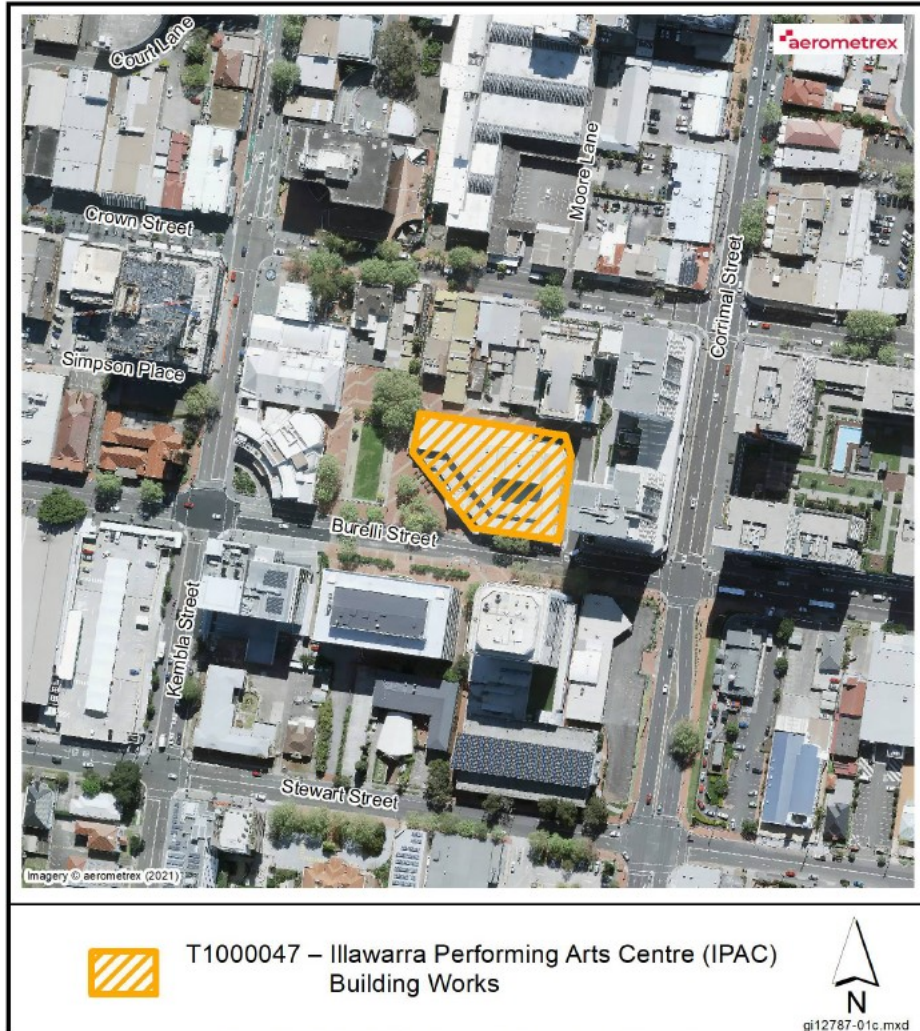 aerometrex
Court Lane
Moore Lane
Crown Street
Corrimal Street
Simpson Place
Burelli Street
Kembla Street
Stewart Street
Imagery © aerometrex (2021)
T1000047 – Illawarra Performing Arts Centre (IPAC)
Building Works
N
gi12787-01c.mxd